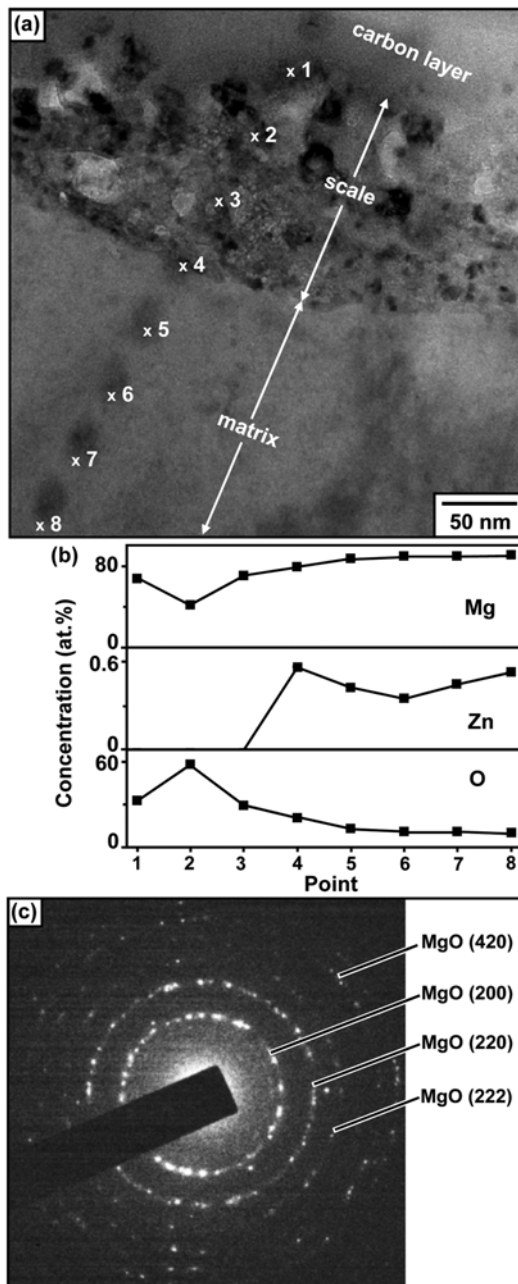 (a)
carbon layer
x 1
x 2
scale
x 3
x 4
x 5
x 6
matrix
x 7
x 8
50 nm
(b)
Concentration (at.%)
80
0
Mg
0.6
0
Zn
60
0
O
1 2 3 4 5 6 7 8
Point
(c)
MgO (420)
MgO (200)
MgO (220)
MgO (222)